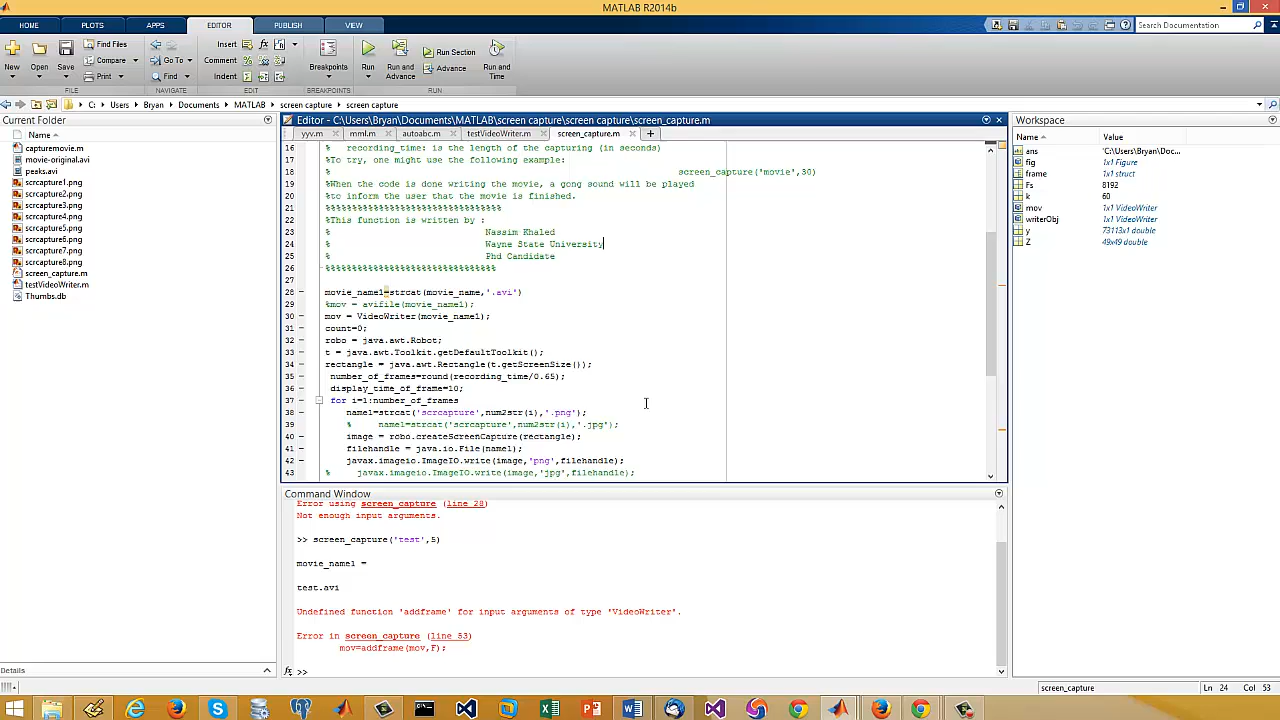 MATLAB R2014b
HOME PLOTS APPS EDITOR PUBLISH VIEW
Search Documentation
New Open Save Find Files Compare Print
Go To Find
Insert Comment Indent
Breakpoints
Run Run and Advance Run Section Advance Run and Time
FILE NAVIGATE EDIT BREAKPOINTS RUN
C: Users Bryan Documents MATLAB screen capture screen capture
Current Folder
Name
capturemovie.m
movie-original.avi
peaks.avi
scrcapture1.png
scrcapture2.png
scrcapture3.png
scrcapture4.png
scrcapture5.png
scrcapture6.png
scrcapture7.png
scrcapture8.png
screen_capture.m
testVideoWriter.m
Thumbs.db
Details
Editor - C:\Users\Bryan\Documents\MATLAB\screen capture\screen capture\screen_capture.m
yyy.m mml.m autoabc.m testVideoWriter.m screen_capture.m
16 % recording_time: is the length of the capturing (in seconds)
17 %To try, one might use the following example:
18 % screen_capture('movie',30)
19 %When the code is done writing the movie, a gong sound will be played
20 %to inform the user that the movie is finished.
21 %%%%%%%%%%%%%%%%%%%%%%%%%%%%%%%%%
22 %This function is written by :
23 % Nassim Khaled
24 % Wayne State University
25 % Phd Candidate
26 %%%%%%%%%%%%%%%%%%%%%%%%%%%%%%%%
27
28 movie_name1=strcat(movie_name,'.avi')
29 %mov = avifile(movie_name1);
30 mov = VideoWriter(movie_name1);
31 count=0;
32 robo = java.awt.Robot;
33 t = java.awt.Toolkit.getDefaultToolkit();
34 rectangle = java.awt.Rectangle(t.getScreenSize());
35 number_of_frames=round(recording_time/0.65);
36 display_time_of_frame=10;
37 for i=1:number_of_frames
38 name1=strcat('scrcapture',num2str(i),'.png');
39 % name1=strcat('scrcapture',num2str(i),'.jpg');
40 image = robo.createScreenCapture(rectangle);
41 filehandle = java.io.File(name1);
42 javax.imageio.ImageIO.write(image,'png',filehandle);
43 % javax.imageio.ImageIO.write(image,'jpg',filehandle);
Command Window
Error using screen_capture (line 28)
Not enough input arguments.
>> screen_capture('test',5)
movie_name1 =
test.avi
Undefined function 'addframe' for input arguments of type 'VideoWriter'.
Error in screen_capture (line 53)
mov=addframe(mov,F);
fx >>
Workspace
Name Value
ans 'C:\Users\Bryan\Doc...
fig 1x1 Figure
frame 1x1 struct
Fs 8192
k 60
mov 1x1 VideoWriter
writerObj 1x1 VideoWriter
y 73113x1 double
Z 49x49 double
screen_capture Ln 24 Col 53